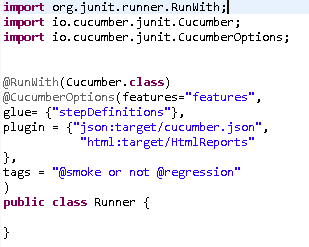 import org.junit.runner.RunWith;
import io.cucumber.junit.Cucumber;
import io.cucumber.junit.CucumberOptions;
@RunWith(Cucumber.class)
@CucumberOptions(features="features",
glue= {"stepDefinitions"},
plugin = {"json:target/cucumber.json",
"html:target/HtmlReports"
},
tags = "@smoke or not @regression"
)
public class Runner {
}